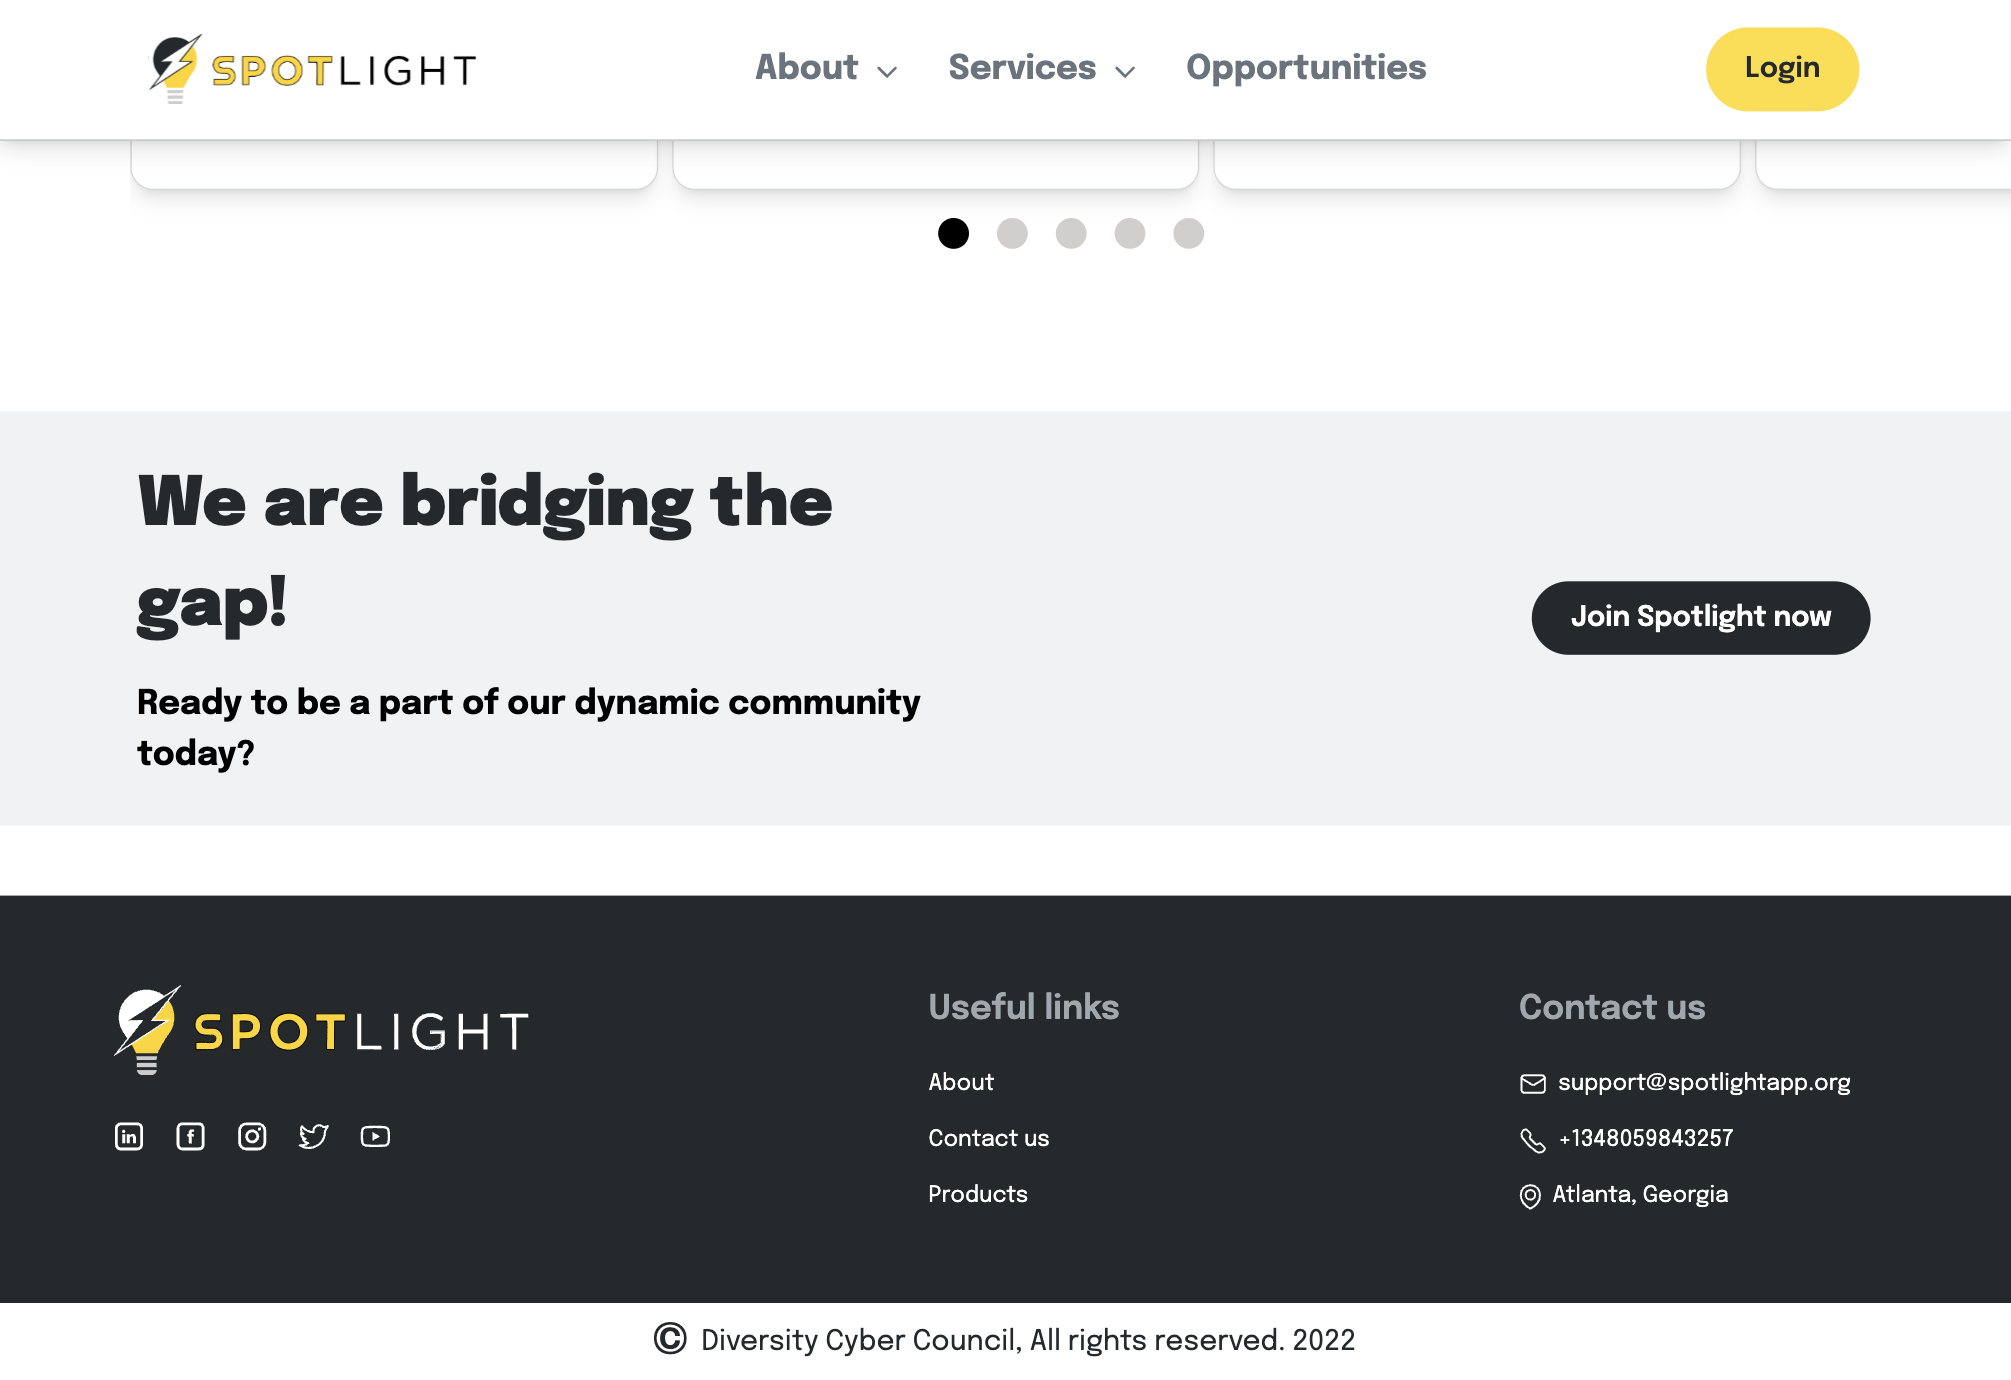 SPOTLIGHT
About
Services
Opportunities
Login
We are bridging the
gap!
Ready to be a part of our dynamic community
today?
Join Spotlight now
SPOTLIGHT
in
f
Useful links
About
Contact us
Products
Contact us
support@spotlightapp.org
+1348059843257
Atlanta, Georgia
© Diversity Cyber Council, All rights reserved. 2022